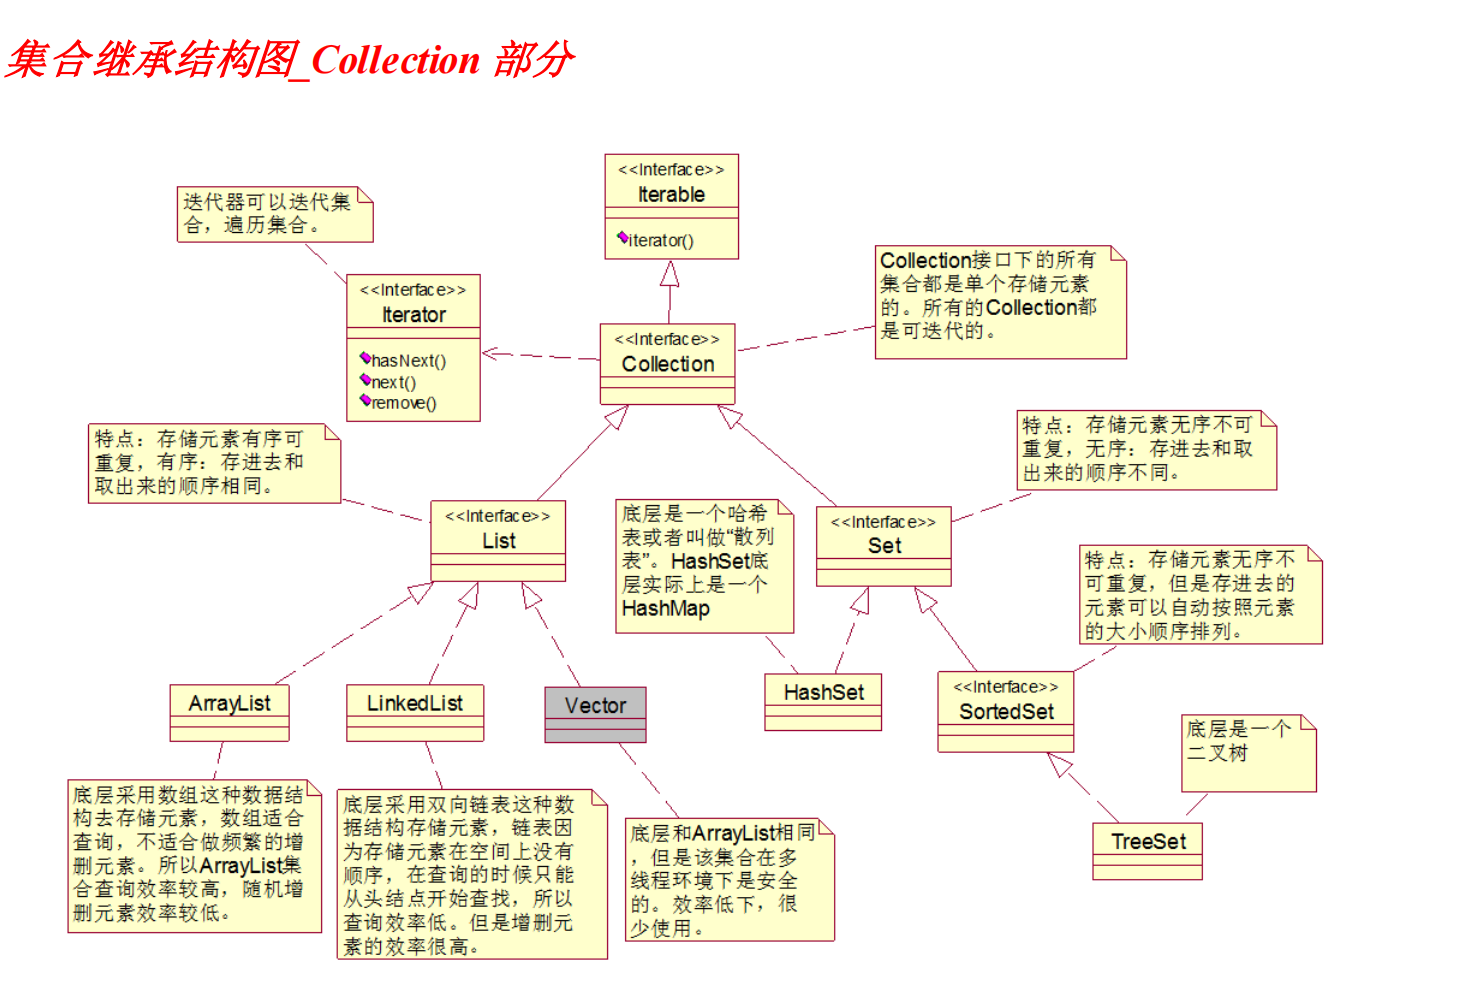 集合继承结构图_Collection 部分
<<Interface>>
Iterable
iterator()
迭代器可以迭代集
合，遍历集合。
<<Interface>>
Iterator
hasNext()
next()
remove()
<<Interface>>
Collection
Collection接口下的所有
集合都是单个存储元素
的。所有的Collection都
是可迭代的。
特点：存储元素有序可
重复，有序：存进去和
取出来的顺序相同。
<<Interface>>
List
底层是一个哈希
表或者叫做“散列
表”。HashSet底
层实际上是一个
HashMap
<<Interface>>
Set
特点：存储元素无序不可
重复，无序：存进去和取
出来的顺序不同。
特点：存储元素无序不
可重复，但是存进去的
元素可以自动按照元素
的大小顺序排列。
ArrayList
LinkedList
Vector
HashSet
<<Interface>>
SortedSet
底层是一个
二叉树
TreeSet
底层采用数组这种数据结
构去存储元素，数组适合
查询，不适合做频繁的增
删元素。所以ArrayList集
合查询效率较高，随机增
删元素效率较低。
底层采用双向链表这种数
据结构存储元素，链表因
为存储元素在空间上没有
顺序，在查询的时候只能
从头结点开始查找，所以
查询效率低。但是增删元
素的效率很高。
底层和ArrayList相同
，但是该集合在多
线程环境下是安全
的。效率低下，很
少使用。